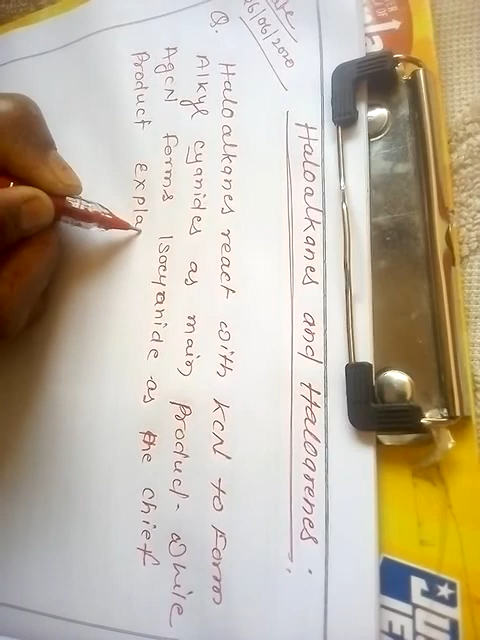 Date
06/06/2020
Haloalkanes and Haloarenes:
Q. Haloalkanes react with KCN to Form
Alkyl cyanides as main Product. While
AgCN forms Isocyanide as the chief
Product expla